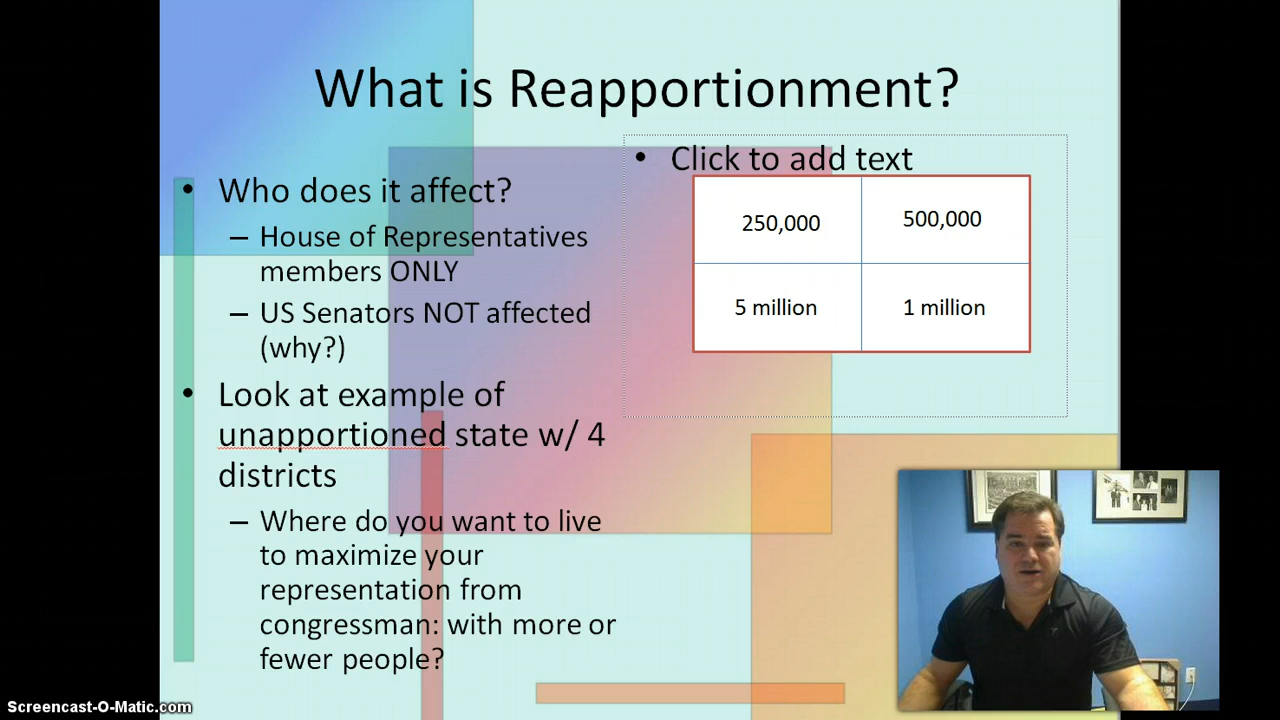 What is Reapportionment?
• Who does it affect?
– House of Representatives
members ONLY
– US Senators NOT affected
(why?)
• Look at example of
unapportioned state w/ 4
districts
– Where do you want to live
to maximize your
representation from
congressman: with more or
fewer people?
• Click to add text
250,000 500,000
5 million 1 million
Screencast-O-Matic.com